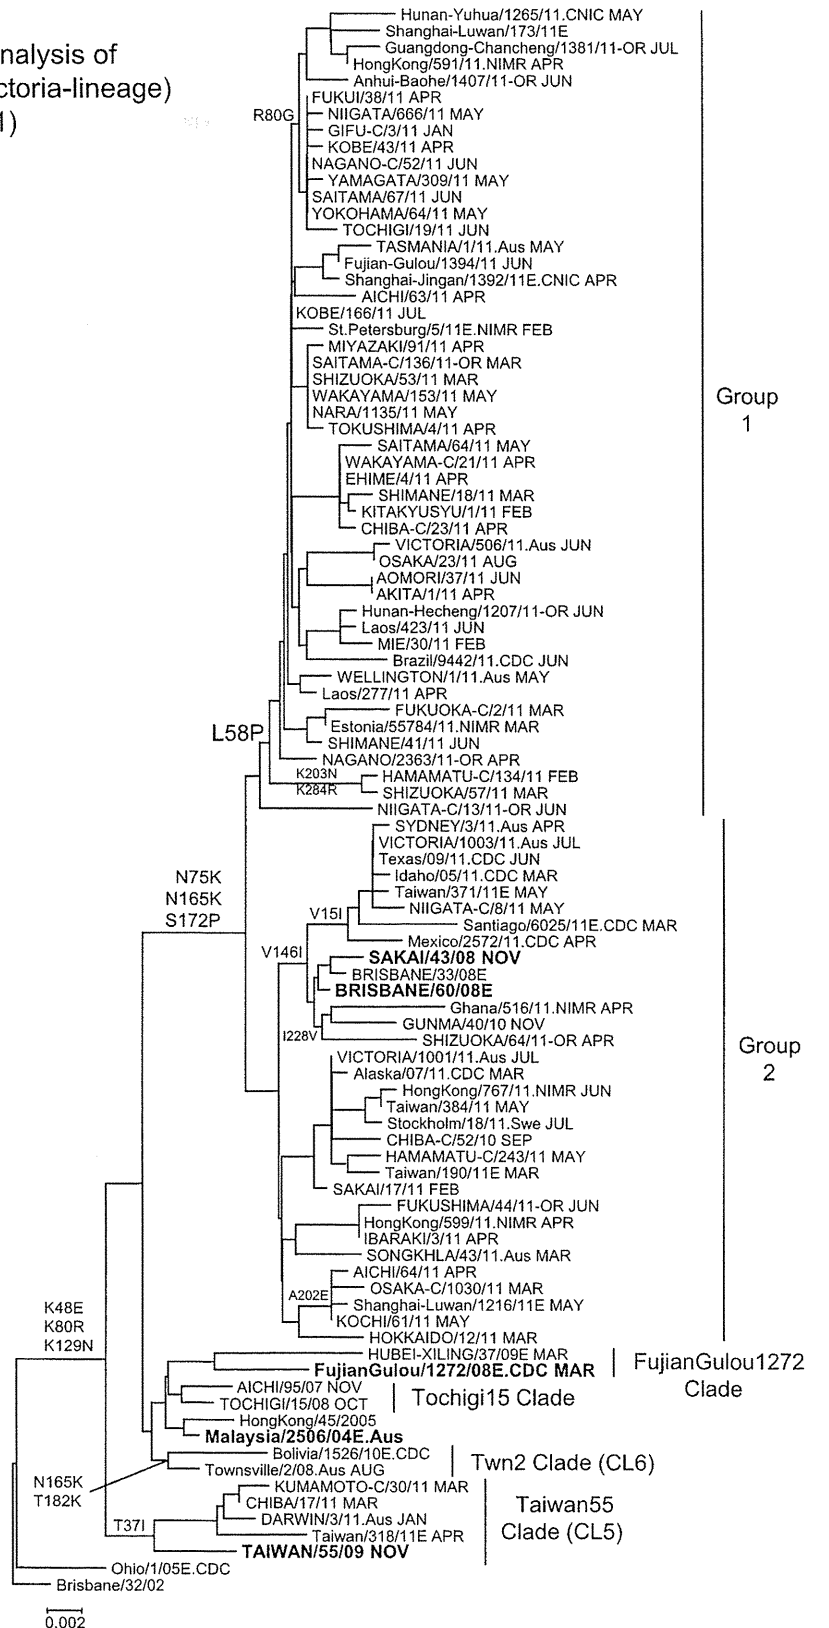 nalysis of
ctoria-lineage)
1)
Hunan-Yuhua/1265/11.CNIC MAY
Shanghai-Luwan/173/11E
Guangdong-Chancheng/1381/11-OR JUL
HongKong/591/11.NIMR APR
Anhui-Baohe/1407/11-OR JUN
FUKUI/38/11 APR
R80G
NIIGATA/666/11 MAY
GIFU-C/3/11 JAN
KOBE/43/11 APR
NAGANO-C/52/11 JUN
YAMAGATA/309/11 MAY
SAITAMA/67/11 JUN
YOKOHAMA/64/11 MAY
TOCHIGI/19/11 JUN
TASMANIA/1/11.Aus MAY
Fujian-Gulou/1394/11 JUN
Shanghai-Jingan/1392/11E.CNIC APR
AICHI/63/11 APR
KOBE/166/11 JUL
St.Petersburg/5/11E.NIMR FEB
MIYAZAKI/91/11 APR
SAITAMA-C/136/11-OR MAR
SHIZUOKA/53/11 MAR
WAKAYAMA/153/11 MAY
NARA/1135/11 MAY
TOKUSHIMA/4/11 APR
Group
1
SAITAMA/64/11 MAY
WAKAYAMA-C/21/11 APR
EHIME/4/11 APR
SHIMANE/18/11 MAR
KITAKYUSYU/1/11 FEB
CHIBA-C/23/11 APR
VICTORIA/506/11.Aus JUN
OSAKA/23/11 AUG
AOMORI/37/11 JUN
AKITA/1/11 APR
Hunan-Hecheng/1207/11-OR JUN
Laos/423/11 JUN
MIE/30/11 FEB
Brazil/9442/11.CDC JUN
WELLINGTON/1/11.Aus MAY
Laos/277/11 APR
FUKUOKA-C/2/11 MAR
Estonia/55784/11.NIMR MAR
L58P
SHIMANE/41/11 JUN
NAGANO/2363/11-OR APR
K203N
HAMAMATU-C/134/11 FEB
K284R
SHIZUOKA/57/11 MAR
NIIGATA-C/13/11-OR JUN
SYDNEY/3/11.Aus APR
VICTORIA/1003/11.Aus JUL
Texas/09/11.CDC JUN
Idaho/05/11.CDC MAR
N75K
N165K
S172P
Taiwan/371/11E MAY
NIIGATA-C/8/11 MAY
V15I
Santiago/6025/11E.CDC MAR
Mexico/2572/11.CDC APR
V146I
SAKAI/43/08 NOV
BRISBANE/33/08E
BRISBANE/60/08E
Ghana/516/11.NIMR APR
GUNMA/40/10 NOV
I228V
SHIZUOKA/64/11-OR APR
Group
2
VICTORIA/1001/11.Aus JUL
Alaska/07/11.CDC MAR
HongKong/767/11.NIMR JUN
Taiwan/384/11 MAY
Stockholm/18/11.Swe JUL
CHIBA-C/52/10 SEP
HAMAMATU-C/243/11 MAY
Taiwan/190/11E MAR
SAKAI/17/11 FEB
FUKUSHIMA/44/11-OR JUN
HongKong/599/11.NIMR APR
IBARAKI/3/11 APR
SONGKHLA/43/11.Aus MAR
AICHI/64/11 APR
OSAKA-C/1030/11 MAR
A202E
Shanghai-Luwan/1216/11E MAY
KOCHI/61/11 MAY
HOKKAIDO/12/11 MAR
K48E
K80R
K129N
HUBEI-XILING/37/09E MAR
FujianGulou/1272/08E.CDC MAR
FujianGulou1272
Clade
AICHI/95/07 NOV
TOCHIGI/15/08 OCT
Tochigi15 Clade
HongKong/45/2005
Malaysia/2506/04E.Aus
Bolivia/1526/10E.CDC
Townsville/2/08.Aus AUG
Twn2 Clade (CL6)
N165K
T182K
KUMAMOTO-C/30/11 MAR
CHIBA/17/11 MAR
DARWIN/3/11.Aus JAN
T37I
Taiwan/318/11E APR
TAIWAN/55/09 NOV
Taiwan55
Clade (CL5)
Ohio/1/05E.CDC
Brisbane/32/02
0.002